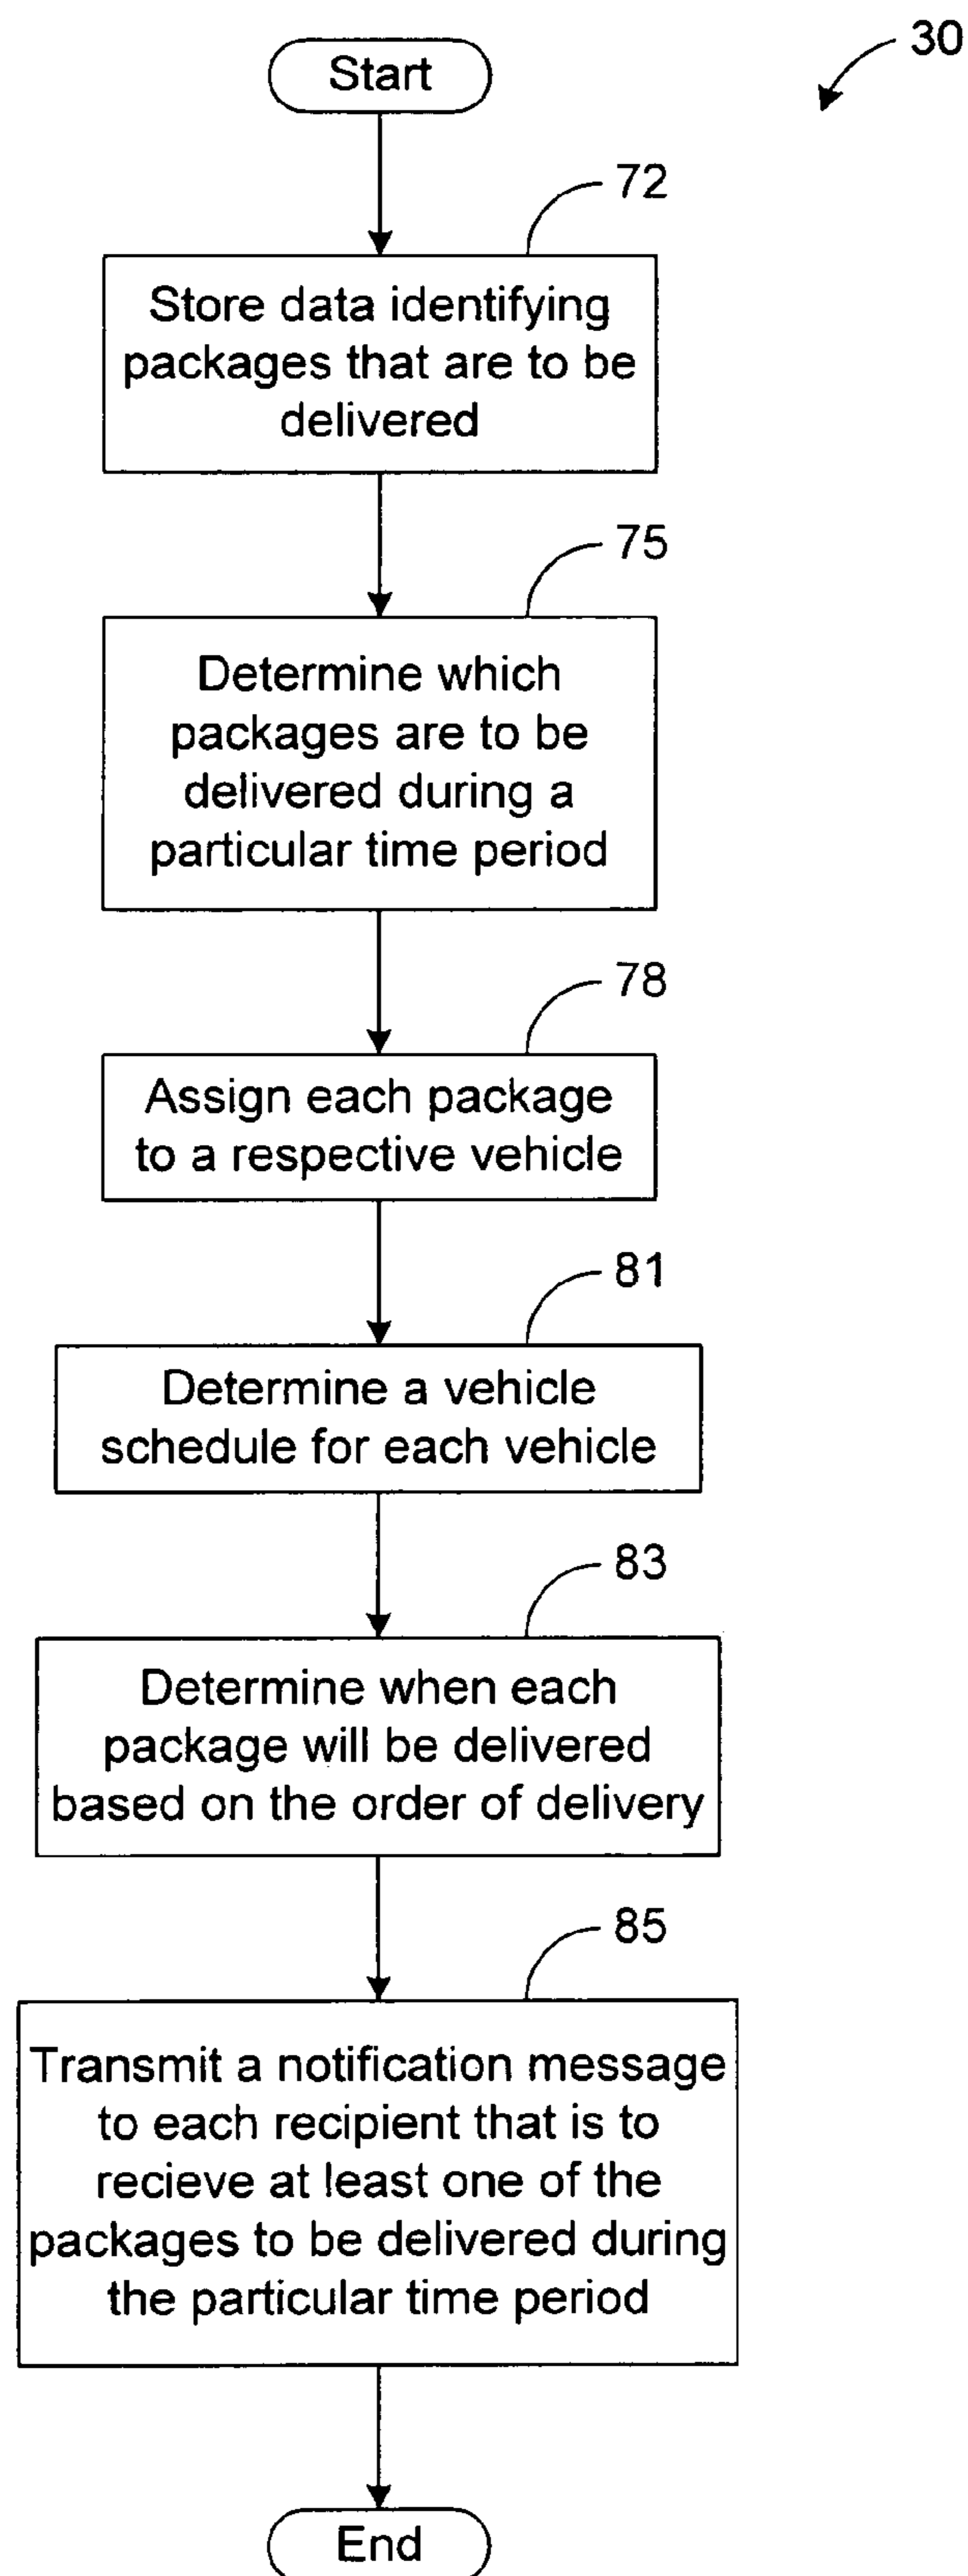 30
Start
72
Store data identifying
packages that are to be
delivered
75
Determine which
packages are to be
delivered during a
particular time period
78
Assign each package
to a respective vehicle
81
Determine a vehicle
schedule for each vehicle
83
Determine when each
package will be delivered
based on the order of delivery
85
Transmit a notification message
to each recipient that is to
recieve at least one of the
packages to be delivered during
the particular time period
End